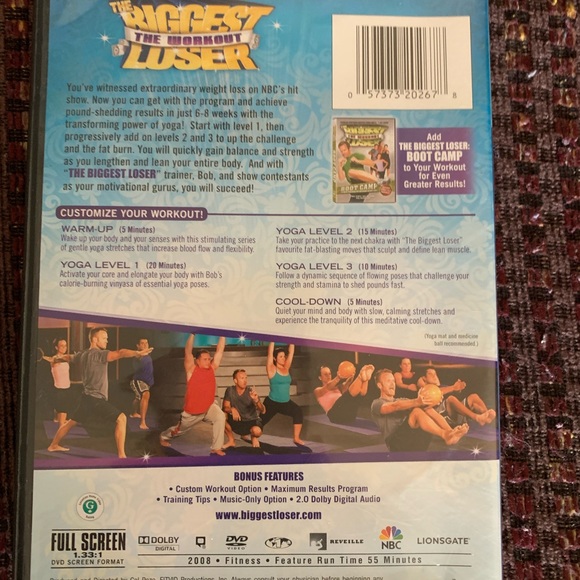 THE
BIGGEST
THE WORKOUT
LOSER
You've witnessed extraordinary weight loss on NBC's hit
show. Now you can get with the program and achieve
pound-shedding results in just 6-8 weeks with the
transforming power of yoga! Start with level 1, then
progressively add on levels 2 and 3 to up the challenge
and the fat burn. You will quickly gain balance and strength
as you lengthen and lean your entire body. And with
"THE BIGGEST LOSER" trainer, Bob, and show contestants
as your motivational gurus, you will succeed!
0 57373 20267 8
BOOT CAMP
Add
THE BIGGEST LOSER:
BOOT CAMP
to Your Workout
for Even
Greater Results!
CUSTOMIZE YOUR WORKOUT!
WARM-UP (5 Minutes)
Wake up your body and your senses with this stimulating series
of gentle yoga stretches that increase blood flow and flexibility.
YOGA LEVEL 1 (20 Minutes)
Activate your core and elongate your body with Bob's
calorie-burning vinyasa of essential yoga poses.
YOGA LEVEL 2 (15 Minutes)
Take your practice to the next chakra with "The Biggest Loser"
favourite fat-blasting moves that sculpt and define lean muscle.
YOGA LEVEL 3 (10 Minutes)
Follow a dynamic sequence of flowing poses that challenge your
strength and stamina to shed pounds fast.
COOL-DOWN (5 Minutes)
Quiet your mind and body with slow, calming stretches and
experience the tranquility of this meditative cool-down.
(Yoga mat and medicine
ball recommended.)
BONUS FEATURES
• Custom Workout Option • Maximum Results Program
• Training Tips • Music-Only Option • 2.0 Dolby Digital Audio
www.biggestloser.com
G
FULL SCREEN
1.33:1
DVD SCREEN FORMAT
DOLBY
DIGITAL
DVD
VIDEO
REVEILLE
NBC
LIONSGATE
2008 • Fitness • Feature Run Time 55 Minutes